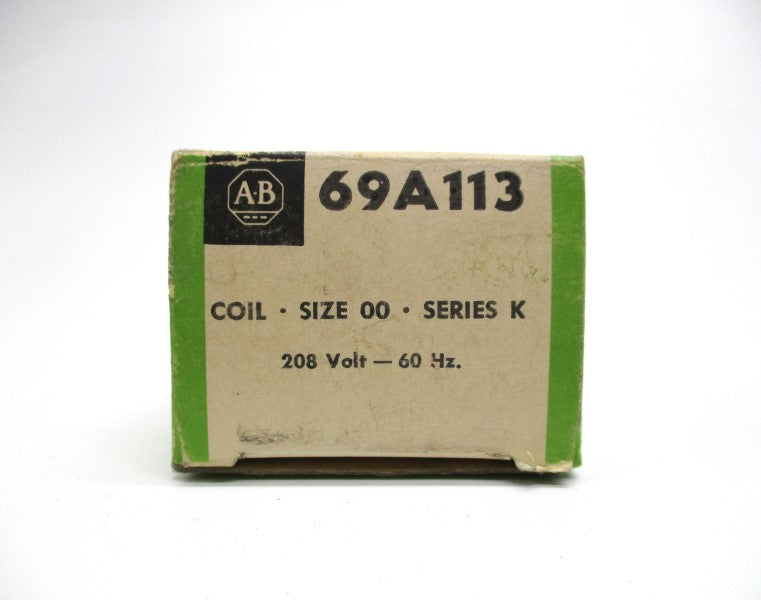 A-B 69A113
COIL · SIZE 00 · SERIES K
208 Volt — 60 Hz.